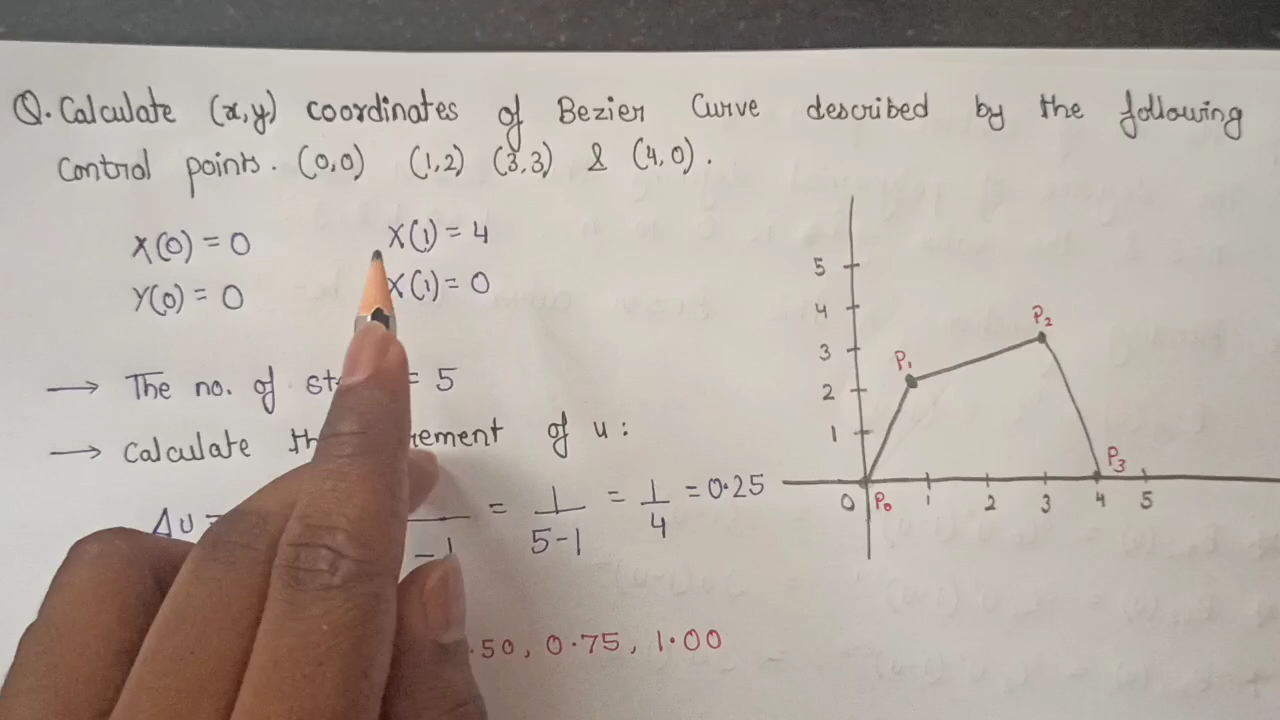 Q. Calculate (x,y) coordinates of Bezier Curve described by the following
control points. (0,0) (1,2) (3,3) & (4,0).
X(0) = 0 X(1) = 4
Y(0) = 0 X(1) = 0
→ The no. of = 5
→ Calculate of u:
ΔU = -1 = 1/5-1 = 1/4 = 0.25
.50, 0.75, 1.00
5
4
3
2
1
0 1 2 3 4 5
P0
P1
P2
P3